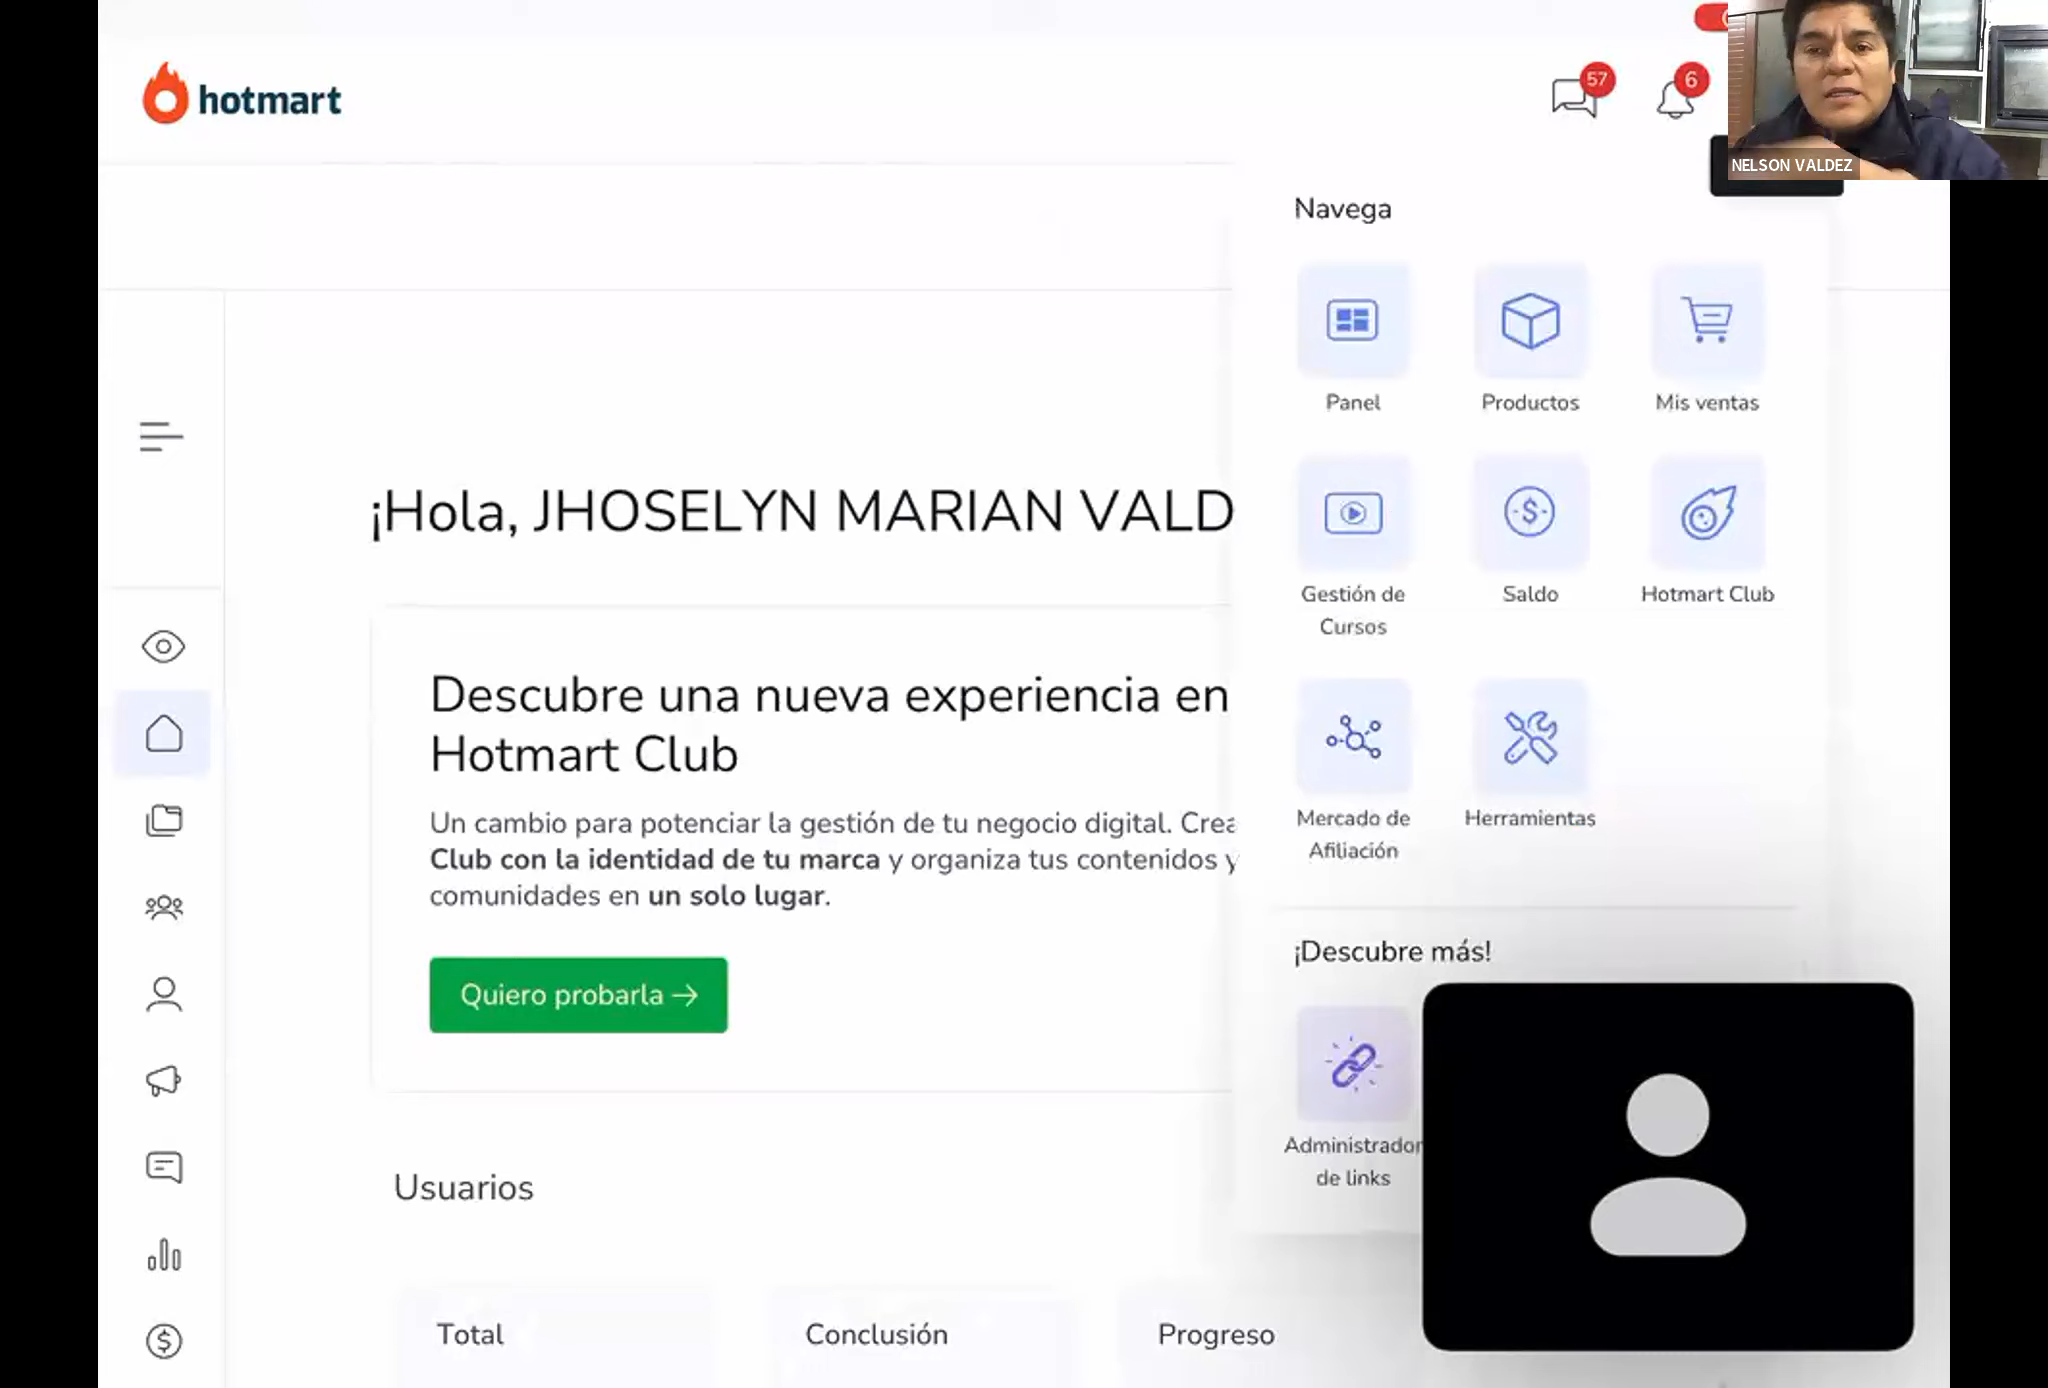 hotmart
57
6
NELSON VALDEZ
Navega
Panel
Productos
Mis ventas
Gestión de
Cursos
Saldo
Hotmart Club
Mercado de
Afiliación
Herramientas
¡Descubre más!
Administrador
de links
¡Hola, JHOSELYN MARIAN VALD
Descubre una nueva experiencia en
Hotmart Club
Un cambio para potenciar la gestión de tu negocio digital. Crea
Club con la identidad de tu marca y organiza tus contenidos y
comunidades en un solo lugar.
Quiero probarla →
Usuarios
Total
Conclusión
Progreso